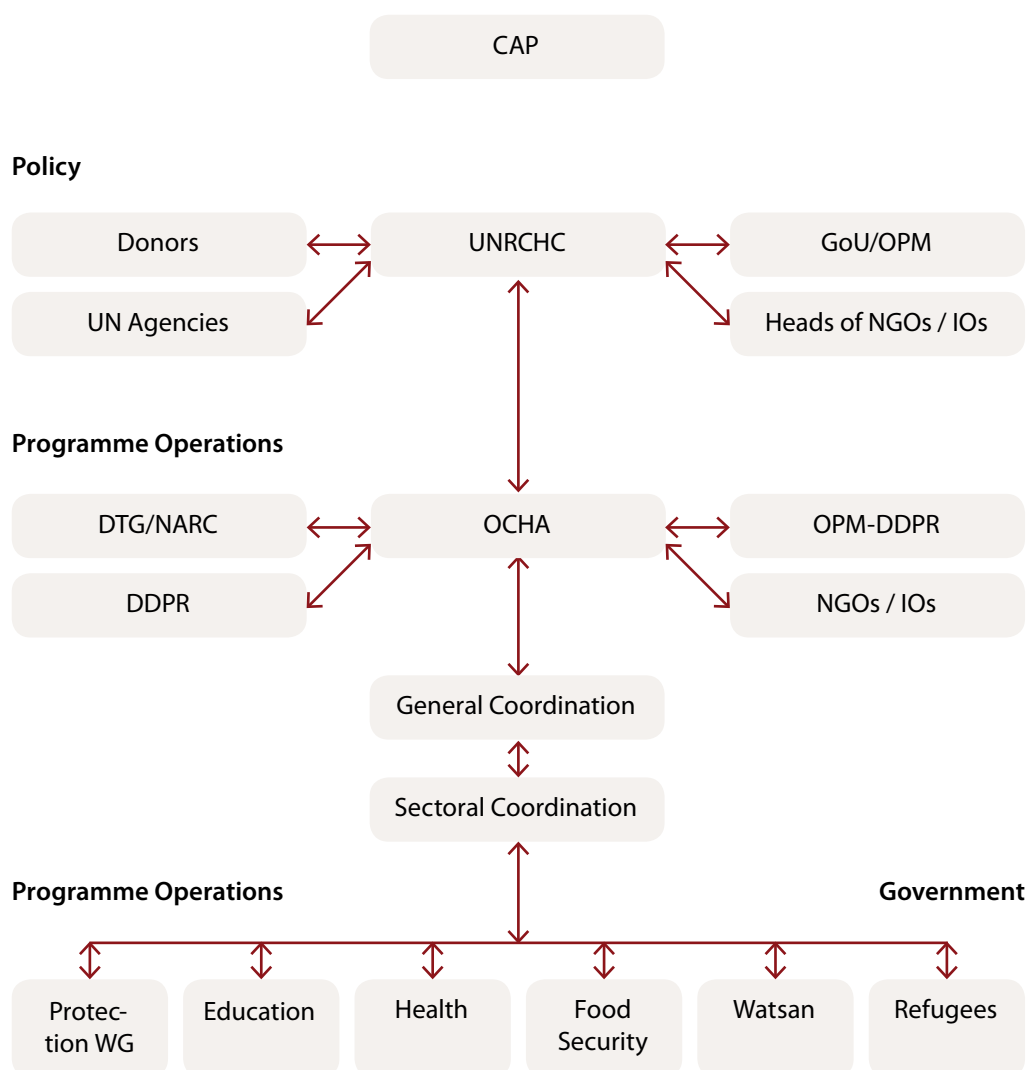 CAP
Policy
Donors
UNRCHC
GoU/OPM
UN Agencies
Heads of NGOs / IOs
Programme Operations
DTG/NARC
OCHA
OPM-DDPR
DDPR
NGOs / IOs
General Coordination
Sectoral Coordination
Programme Operations
Government
Protec-
tion WG
Education
Health
Food
Security
Watsan
Refugees